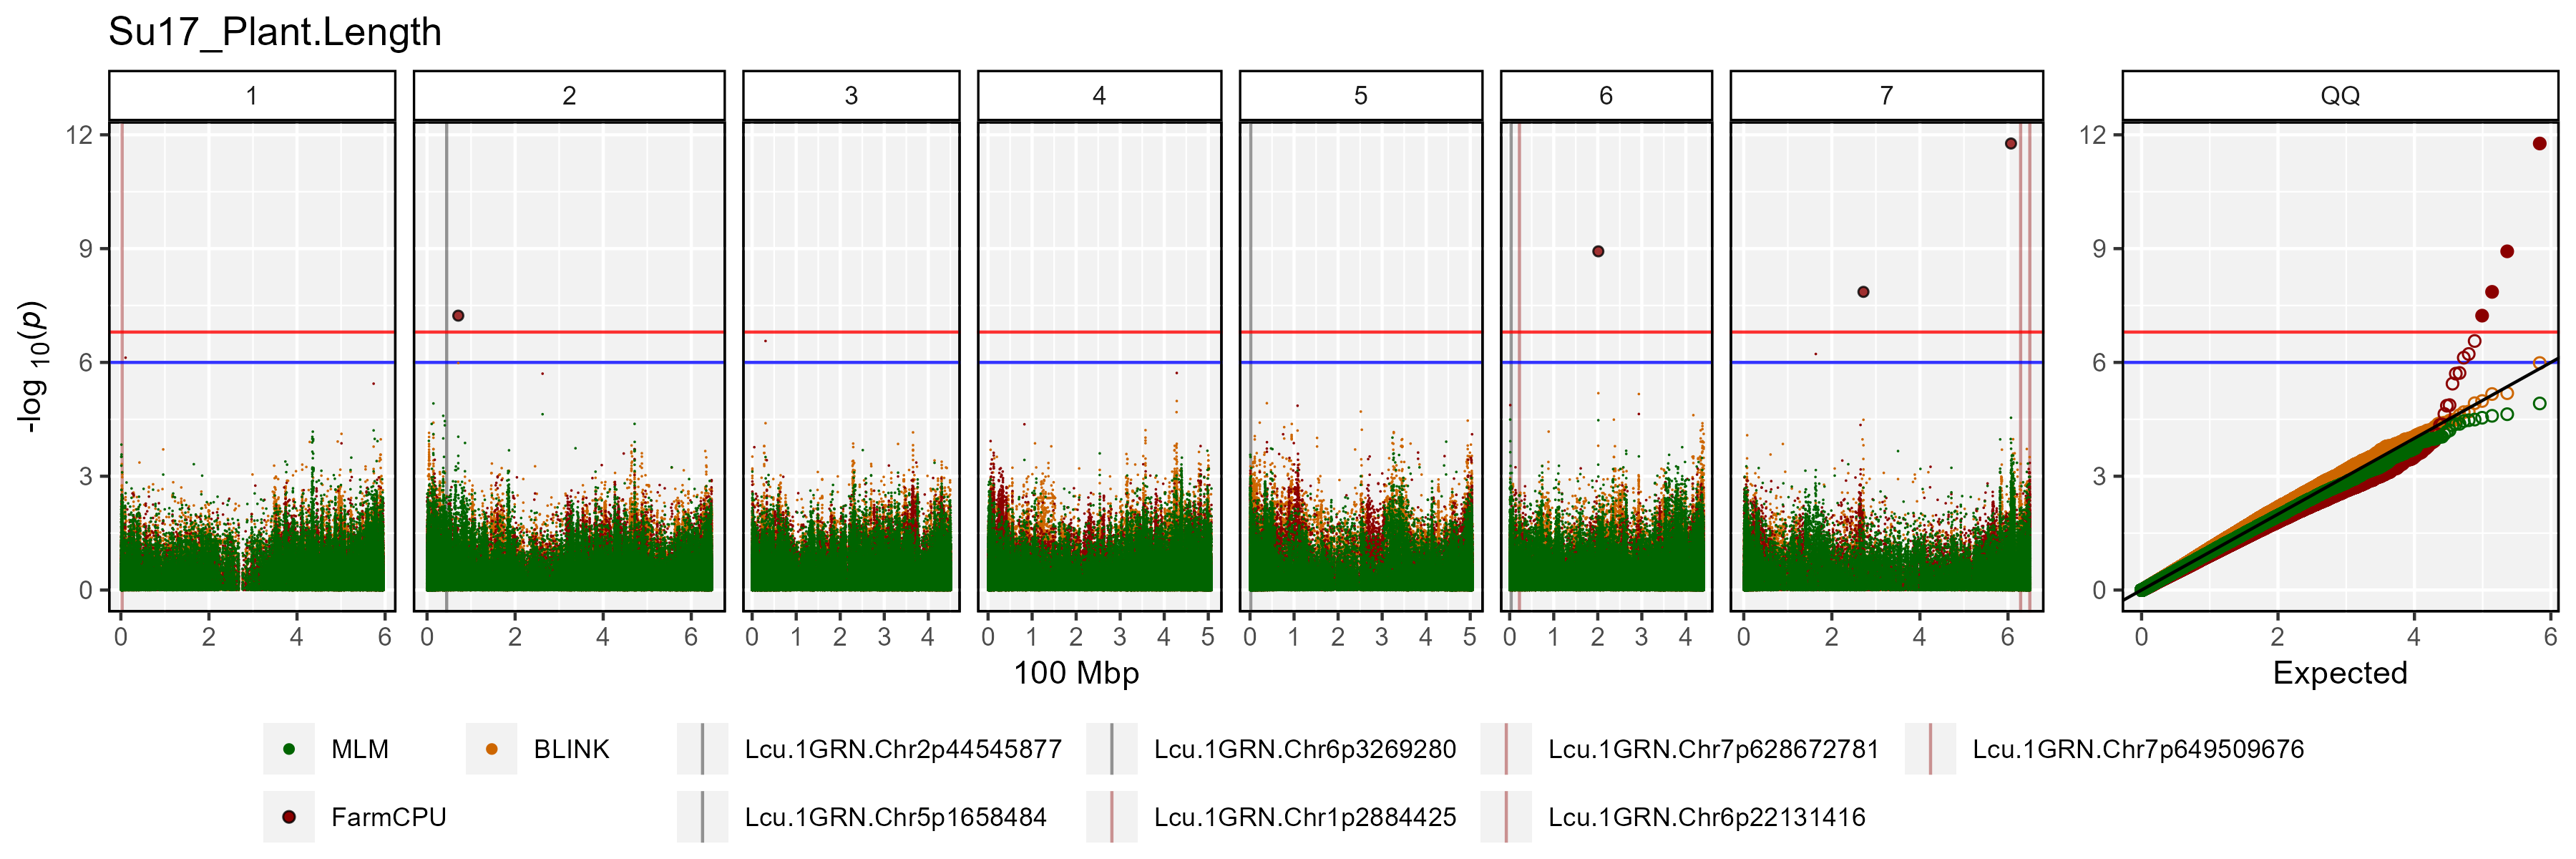 Su17_Plant.Length
1 2 3 4 5 6 7 QQ
12 12
9 9
6 6
3 3
0 0
-log 10(p)
0 2 4 6 0 2 4 6 0 1 2 3 4 0 1 2 3 4 5 0 1 2 3 4 5 0 1 2 3 4 0 2 4 6 0 2 4 6
100 Mbp Expected
MLM BLINK Lcu.1GRN.Chr2p44545877 Lcu.1GRN.Chr6p3269280 Lcu.1GRN.Chr7p628672781 Lcu.1GRN.Chr7p649509676
FarmCPU Lcu.1GRN.Chr5p1658484 Lcu.1GRN.Chr1p2884425 Lcu.1GRN.Chr6p22131416